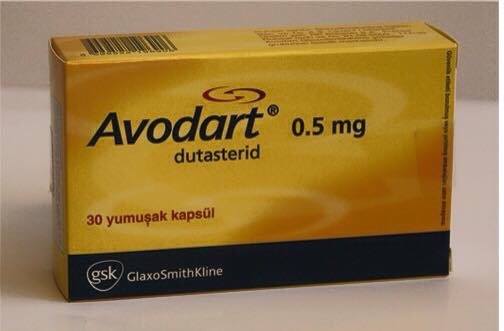 Avodart® 0.5 mg
dutasterid
30 yumuşak kapsül
gsk GlaxoSmithKline